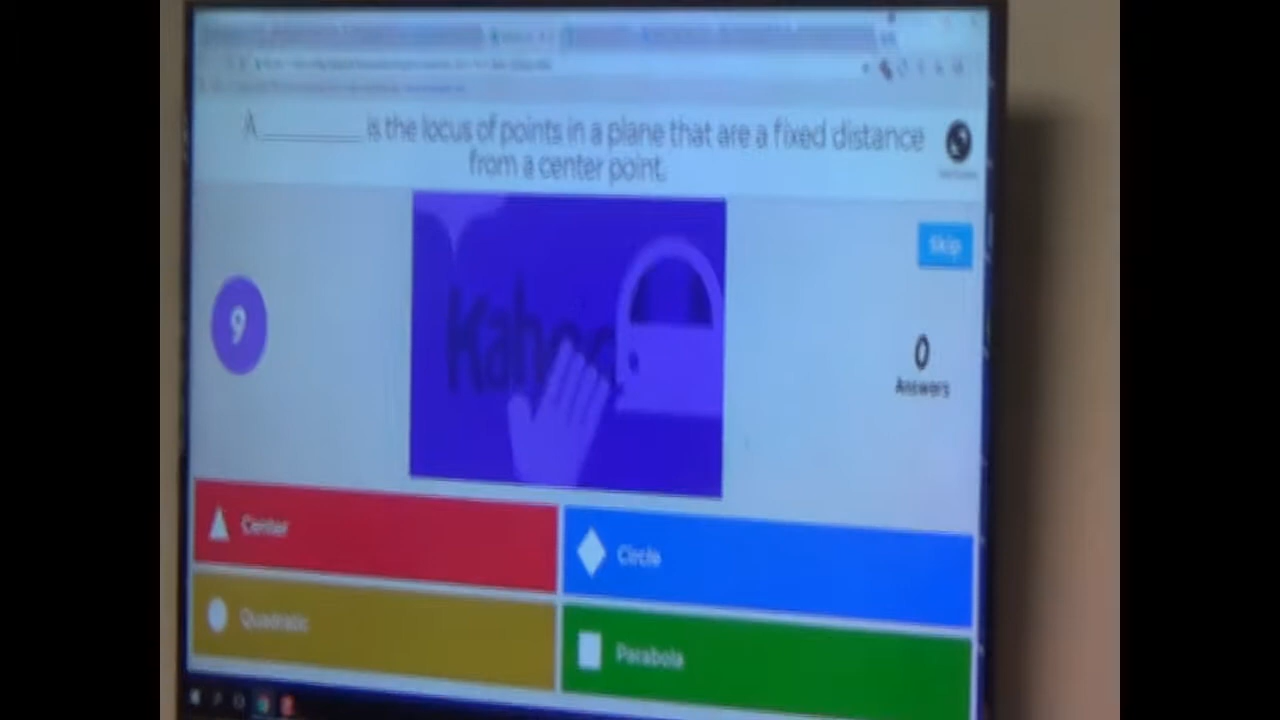 A ________ is the locus of points in a plane that are a fixed distance
from a center point.
Skip
9
Kahoo
0
Answers
Center
Circle
Quadratic
Parabola